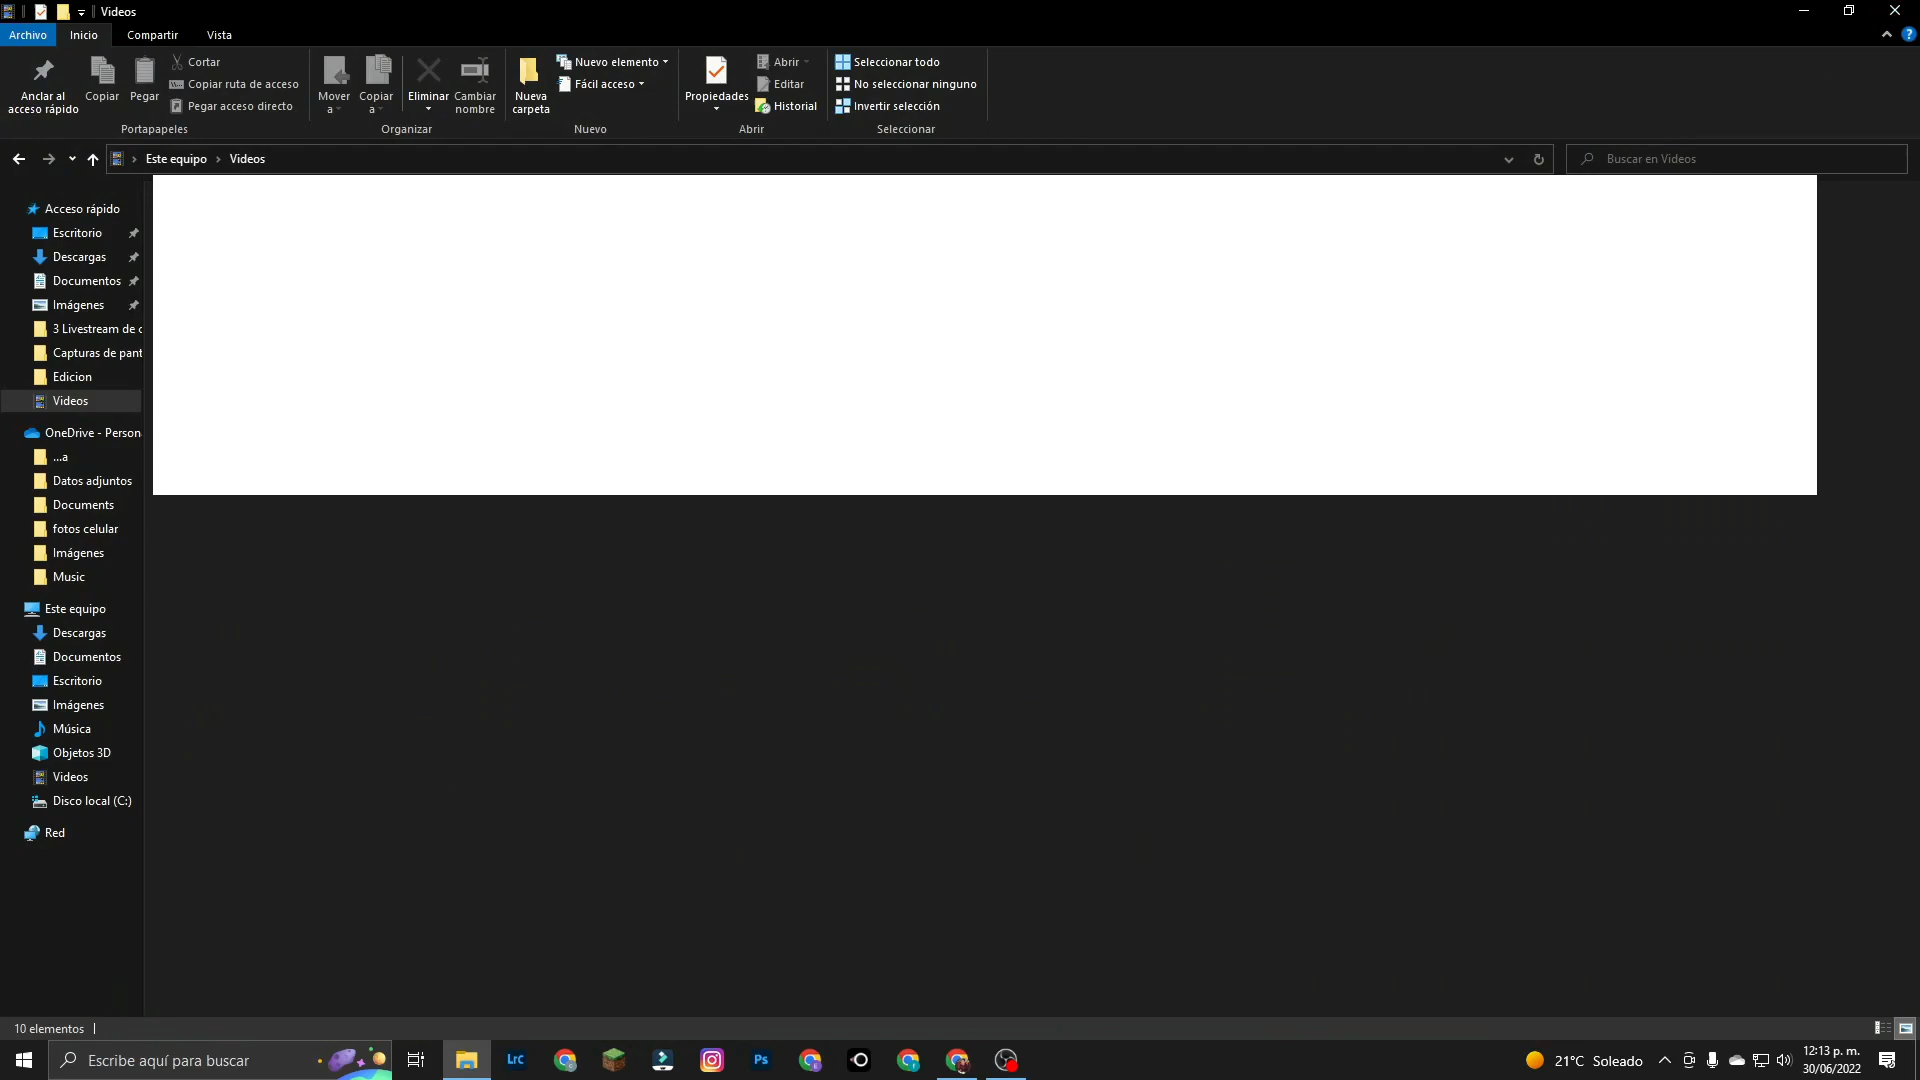 Videos
Archivo
Inicio
Compartir
Vista
Anclar al
acceso rápido
Copiar
Pegar
Cortar
Copiar ruta de acceso
Pegar acceso directo
Portapapeles
Mover
a
Copiar
a
Eliminar
Cambiar
nombre
Organizar
Nueva
carpeta
Nuevo elemento
Fácil acceso
Nuevo
Propiedades
Abrir
Editar
Historial
Abrir
Seleccionar todo
No seleccionar ninguno
Invertir selección
Seleccionar
Este equipo
Videos
Buscar en Videos
Acceso rápido
Escritorio
Descargas
Documentos
Imágenes
3 Livestream de c
Capturas de pant
Edicion
Videos
OneDrive - Person
...a
Datos adjuntos
Documents
fotos celular
Imágenes
Music
Este equipo
Descargas
Documentos
Escritorio
Imágenes
Música
Objetos 3D
Videos
Disco local (C:)
Red
10 elementos
Escribe aquí para buscar
Lrc
Ps
21°C Soleado
12:13 p. m.
30/06/2022